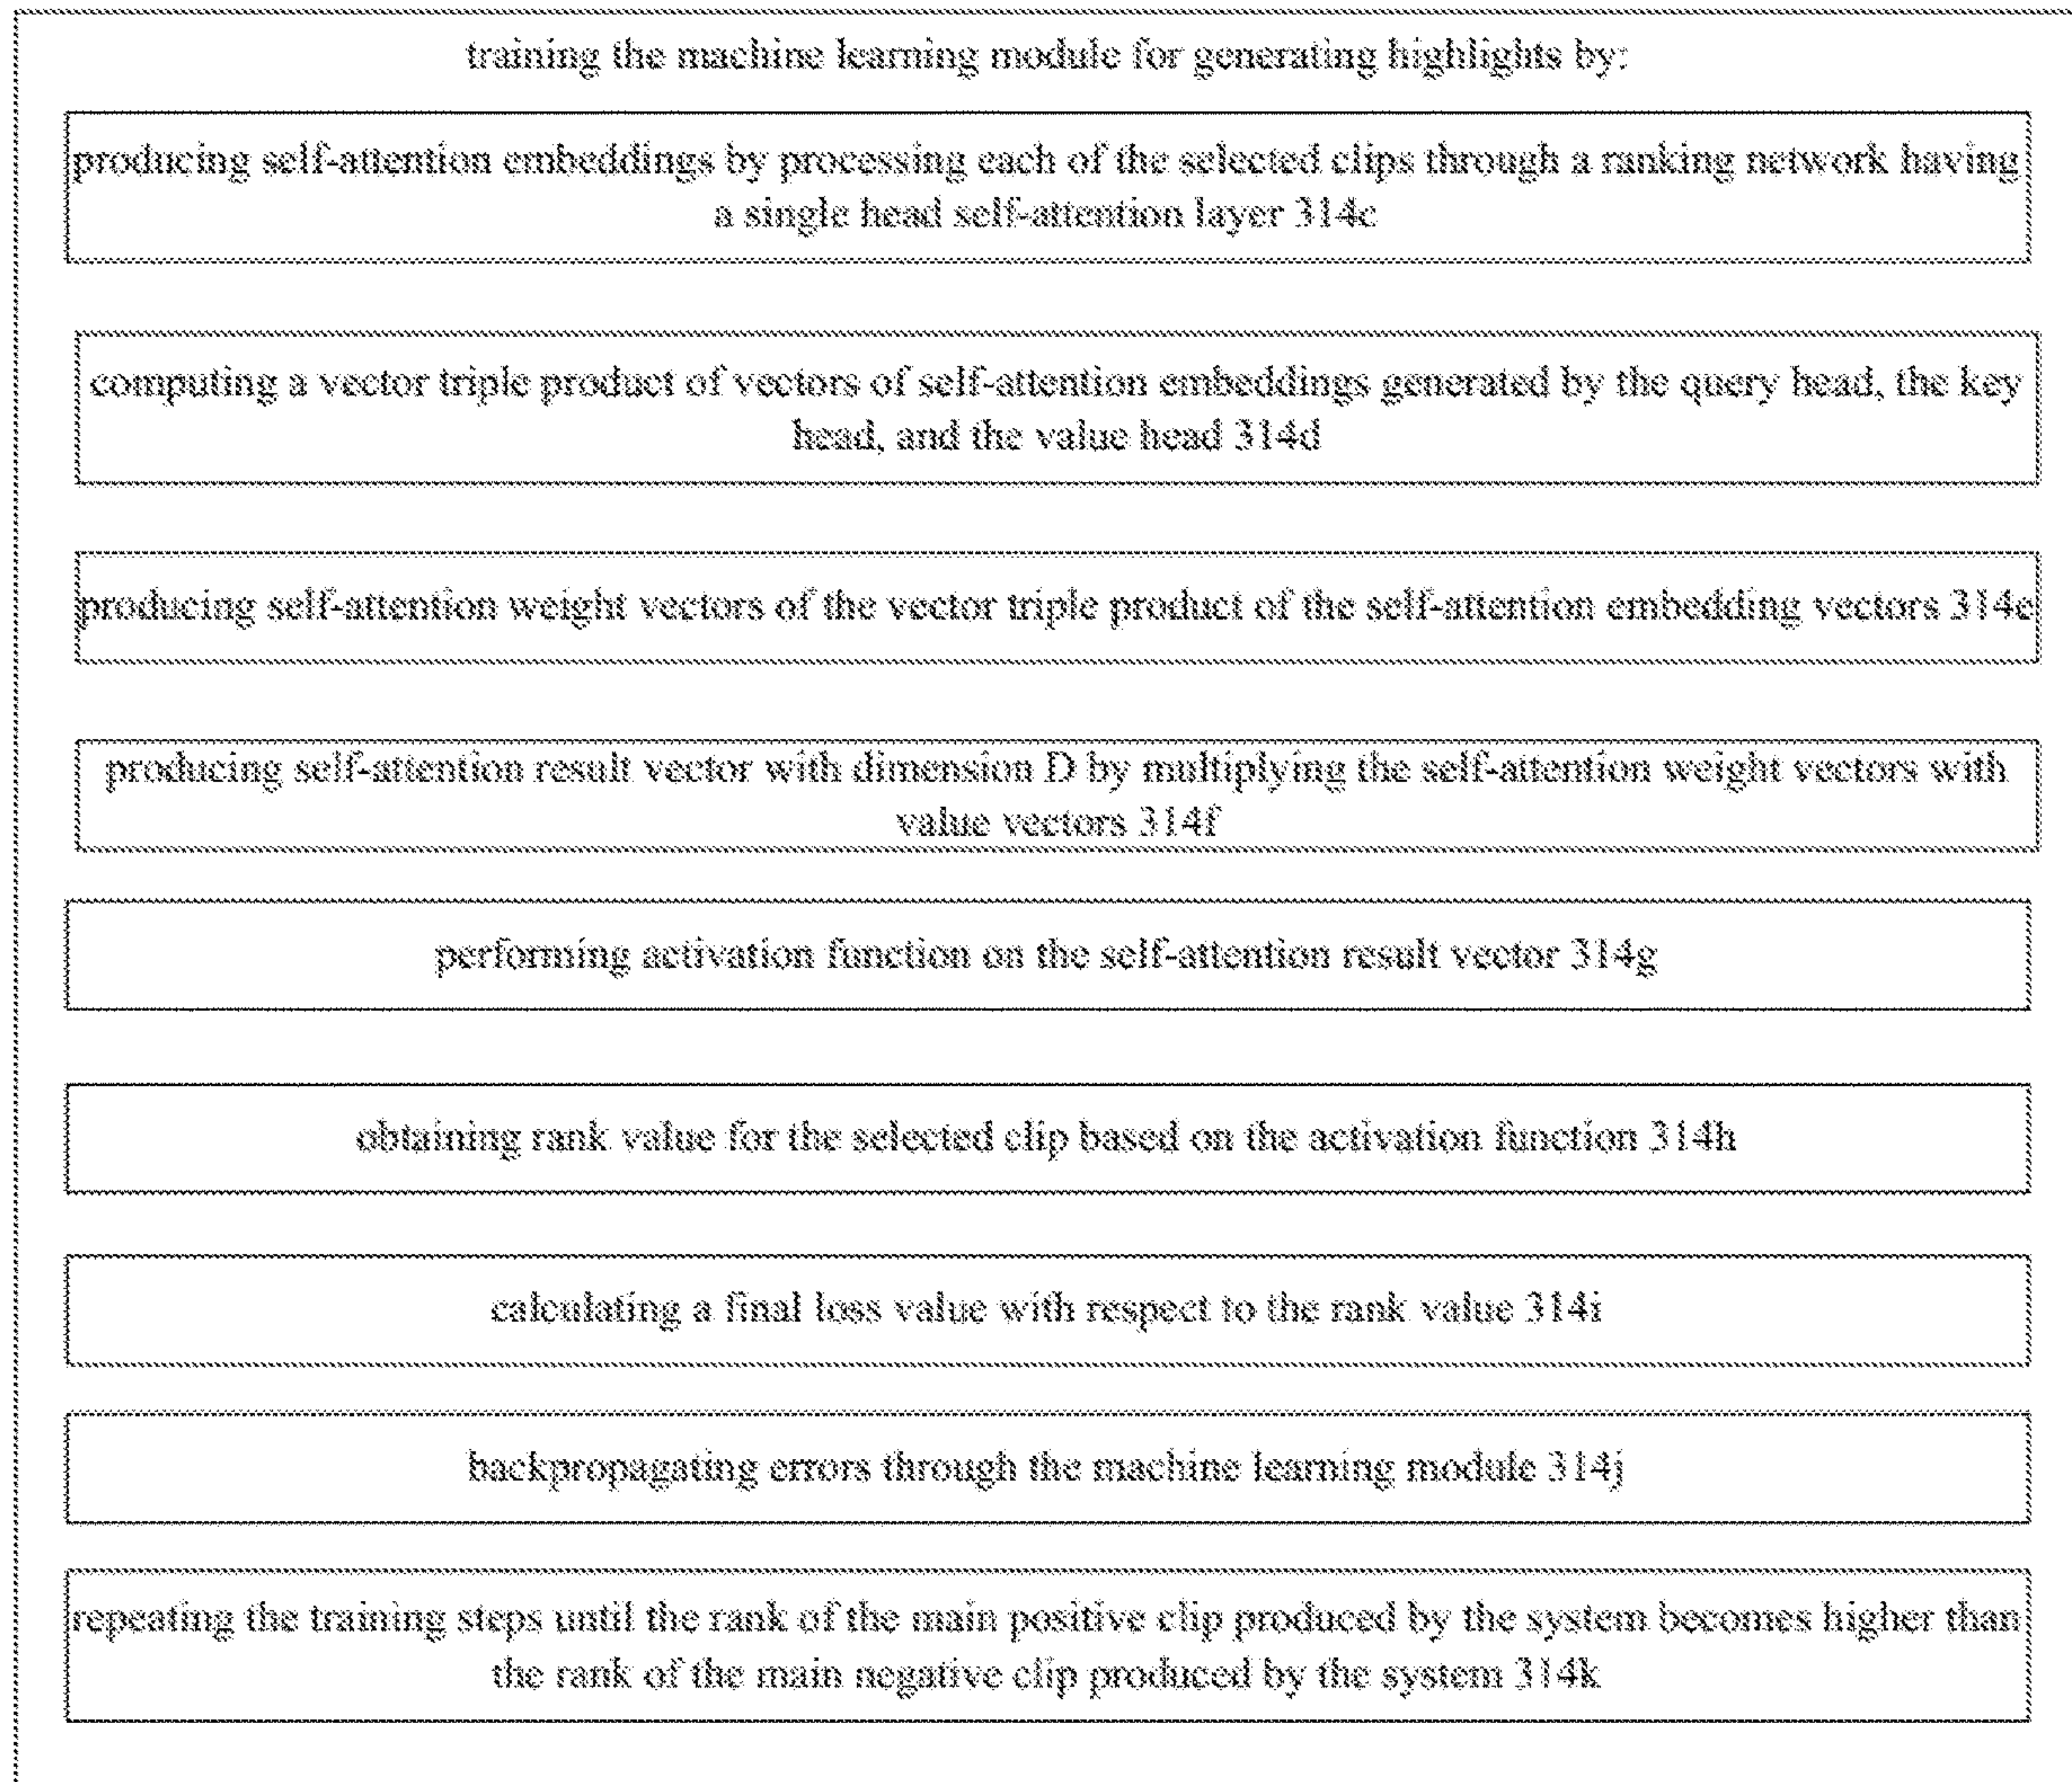 training the machine learning module for generating highlights by:
producing self-attention embeddings by processing each of the selected clips through a ranking network having
a single head self-attention layer 314c
computing a vector triple product of vectors of self-attention embeddings generated by the query head, the key
head, and the value head 314d
producing self-attention weight vectors of the vector triple product of the self-attention embedding vectors 314e
producing self-attention result vector with dimension D by multiplying the self-attention weight vectors with
value vectors 314f
performing activation function on the self-attention result vector 314g
obtaining rank value for the selected clip based on the activation function 314h
calculating a final loss value with respect to the rank value 314i
backpropagating errors through the machine learning module 314j
repeating the training steps until the rank of the main positive clip produced by the system becomes higher than
the rank of the main negative clip produced by the system 314k